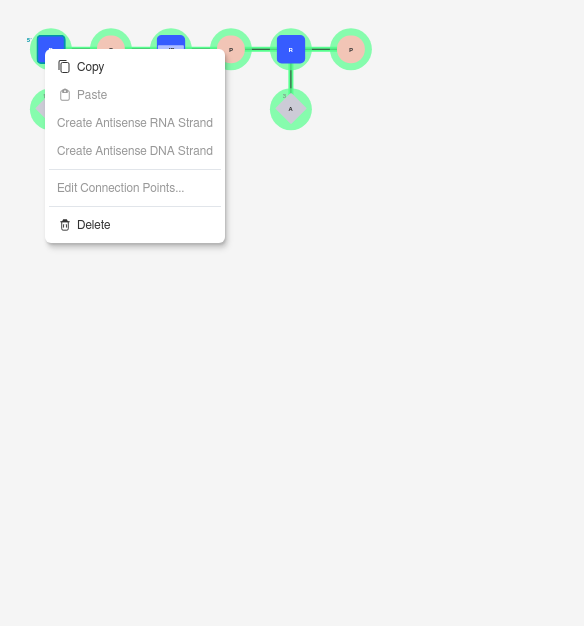 5'
P
R
P
3
A
Copy
Paste
Create Antisense RNA Strand
Create Antisense DNA Strand
Edit Connection Points...
Delete